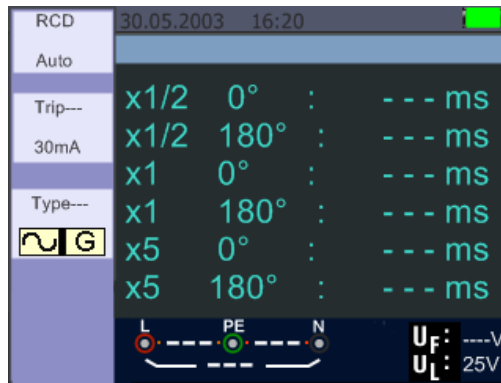 RCD
Auto
Trip---
30mA
Type---
G
30.05.2003 16:20
x1/2 0° : - - - ms
x1/2 180° : - - - ms
x1 0° : - - - ms
x1 180° : - - - ms
x5 0° : - - - ms
x5 180° : - - - ms
L PE N
UF: ----V
UL: 25V